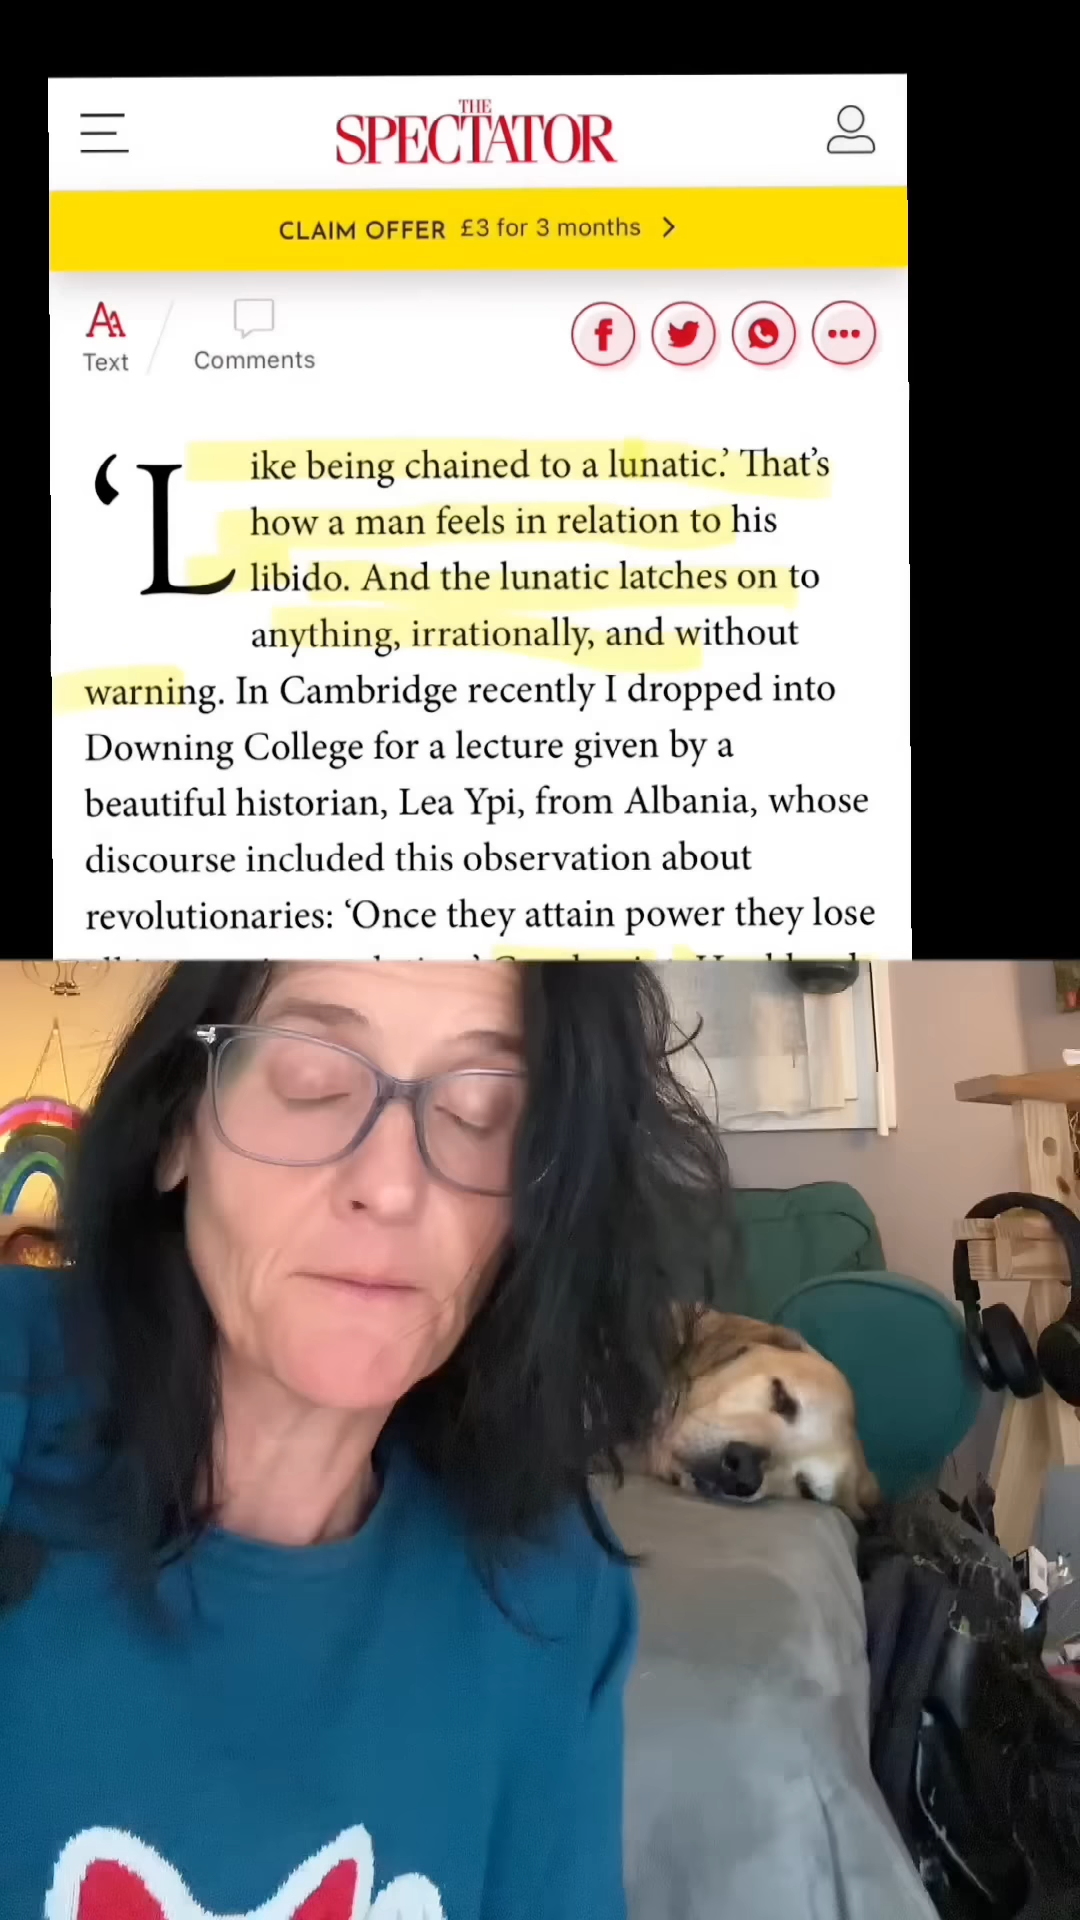 THE
SPECTATOR
CLAIM OFFER £3 for 3 months
Text
Comments
‘Like being chained to a lunatic.’ That’s
how a man feels in relation to his
libido. And the lunatic latches on to
anything, irrationally, and without
warning. In Cambridge recently I dropped into
Downing College for a lecture given by a
beautiful historian, Lea Ypi, from Albania, whose
discourse included this observation about
revolutionaries: ‘Once they attain power they lose